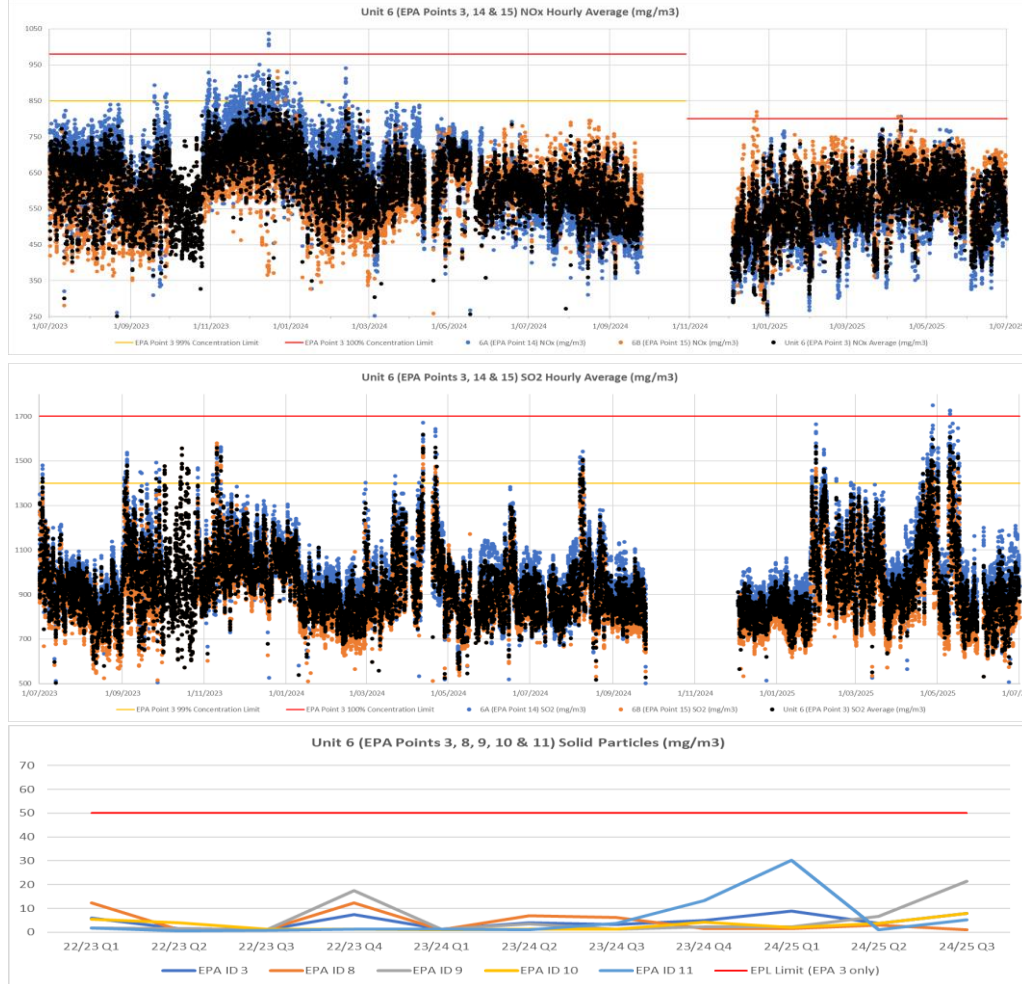 Unit 6 (EPA Points 3, 14 & 15) NOx Hourly Average (mg/m3)
1050
950
850
750
650
550
450
350
250
1/07/2023 1/09/2023 1/11/2023 1/01/2024 1/03/2024 1/05/2024 1/07/2024 1/09/2024 1/11/2024 1/01/2025 1/03/2025 1/05/2025 1/07/2025
EPA Point 3 99% Concentration Limit EPA Point 3 100% Concentration Limit 6A (EPA Point 14) NOx (mg/m3) 6B (EPA Point 15) NOx (mg/m3) Unit 6 (EPA Point 3) NOx Average (mg/m3)
Unit 6 (EPA Points 3, 14 & 15) SO2 Hourly Average (mg/m3)
1700
1500
1300
1100
900
700
500
1/07/2023 1/09/2023 1/11/2023 1/01/2024 1/03/2024 1/05/2024 1/07/2024 1/09/2024 1/11/2024 1/01/2025 1/03/2025 1/05/2025 1/07/20
EPA Point 3 99% Concentration Limit EPA Point 3 100% Concentration Limit 6A (EPA Point 14) SO2 (mg/m3) 6B (EPA Point 15) SO2 (mg/m3) Unit 6 (EPA Point 3) SO2 Average (mg/m3)
Unit 6 (EPA Points 3, 8, 9, 10 & 11) Solid Particles (mg/m3)
70
60
50
40
30
20
10
0
22/23 Q1 22/23 Q2 22/23 Q3 22/23 Q4 23/24 Q1 23/24 Q2 23/24 Q3 23/24 Q4 24/25 Q1 24/25 Q2 24/25 Q3
EPA ID 3 EPA ID 8 EPA ID 9 EPA ID 10 EPA ID 11 EPL Limit (EPA 3 only)